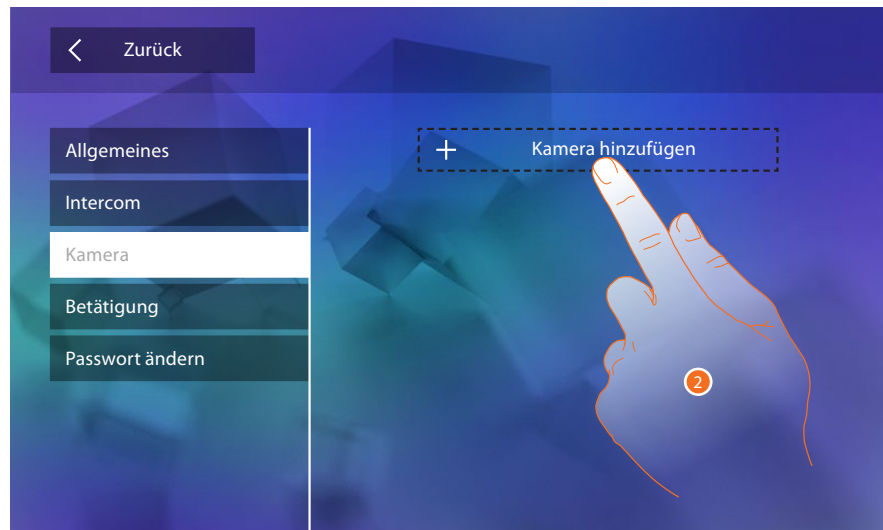 Zurück
Allgemeines
Kamera hinzufügen
Intercom
Kamera
Betätigung
Passwort ändern
2